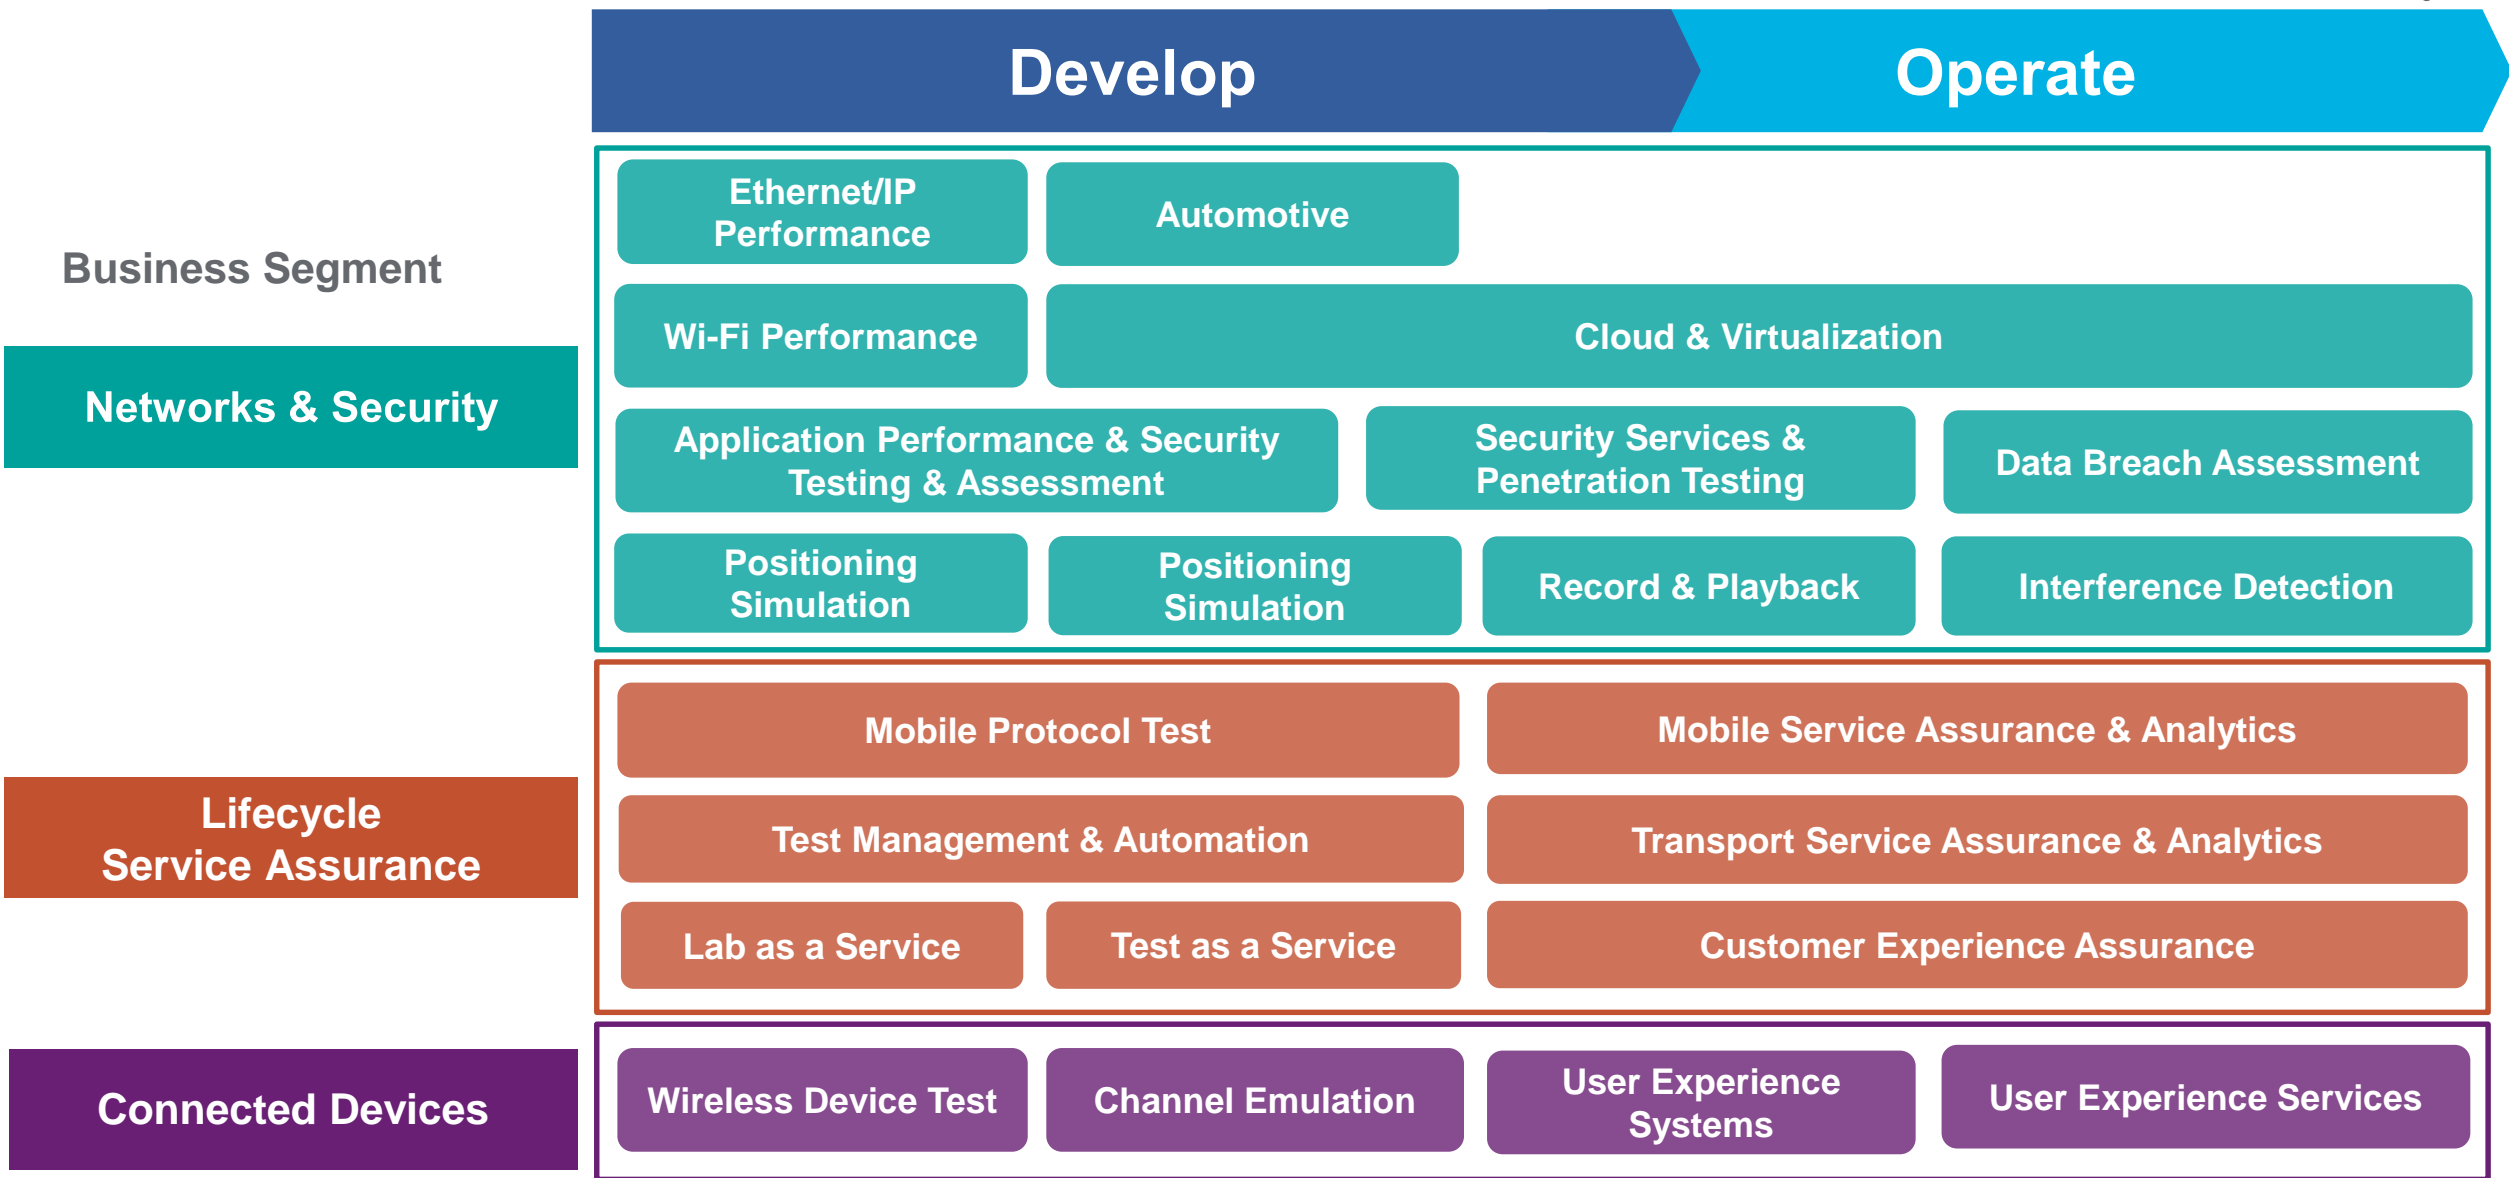 Develop
Operate
Business Segment
Networks & Security
Ethernet/IP
Performance
Automotive
Wi-Fi Performance
Cloud & Virtualization
Application Performance & Security
Testing & Assessment
Security Services &
Penetration Testing
Data Breach Assessment
Positioning
Simulation
Positioning
Simulation
Record & Playback
Interference Detection
Lifecycle
Service Assurance
Mobile Protocol Test
Mobile Service Assurance & Analytics
Test Management & Automation
Transport Service Assurance & Analytics
Lab as a Service
Test as a Service
Customer Experience Assurance
Connected Devices
Wireless Device Test
Channel Emulation
User Experience
Systems
User Experience Services